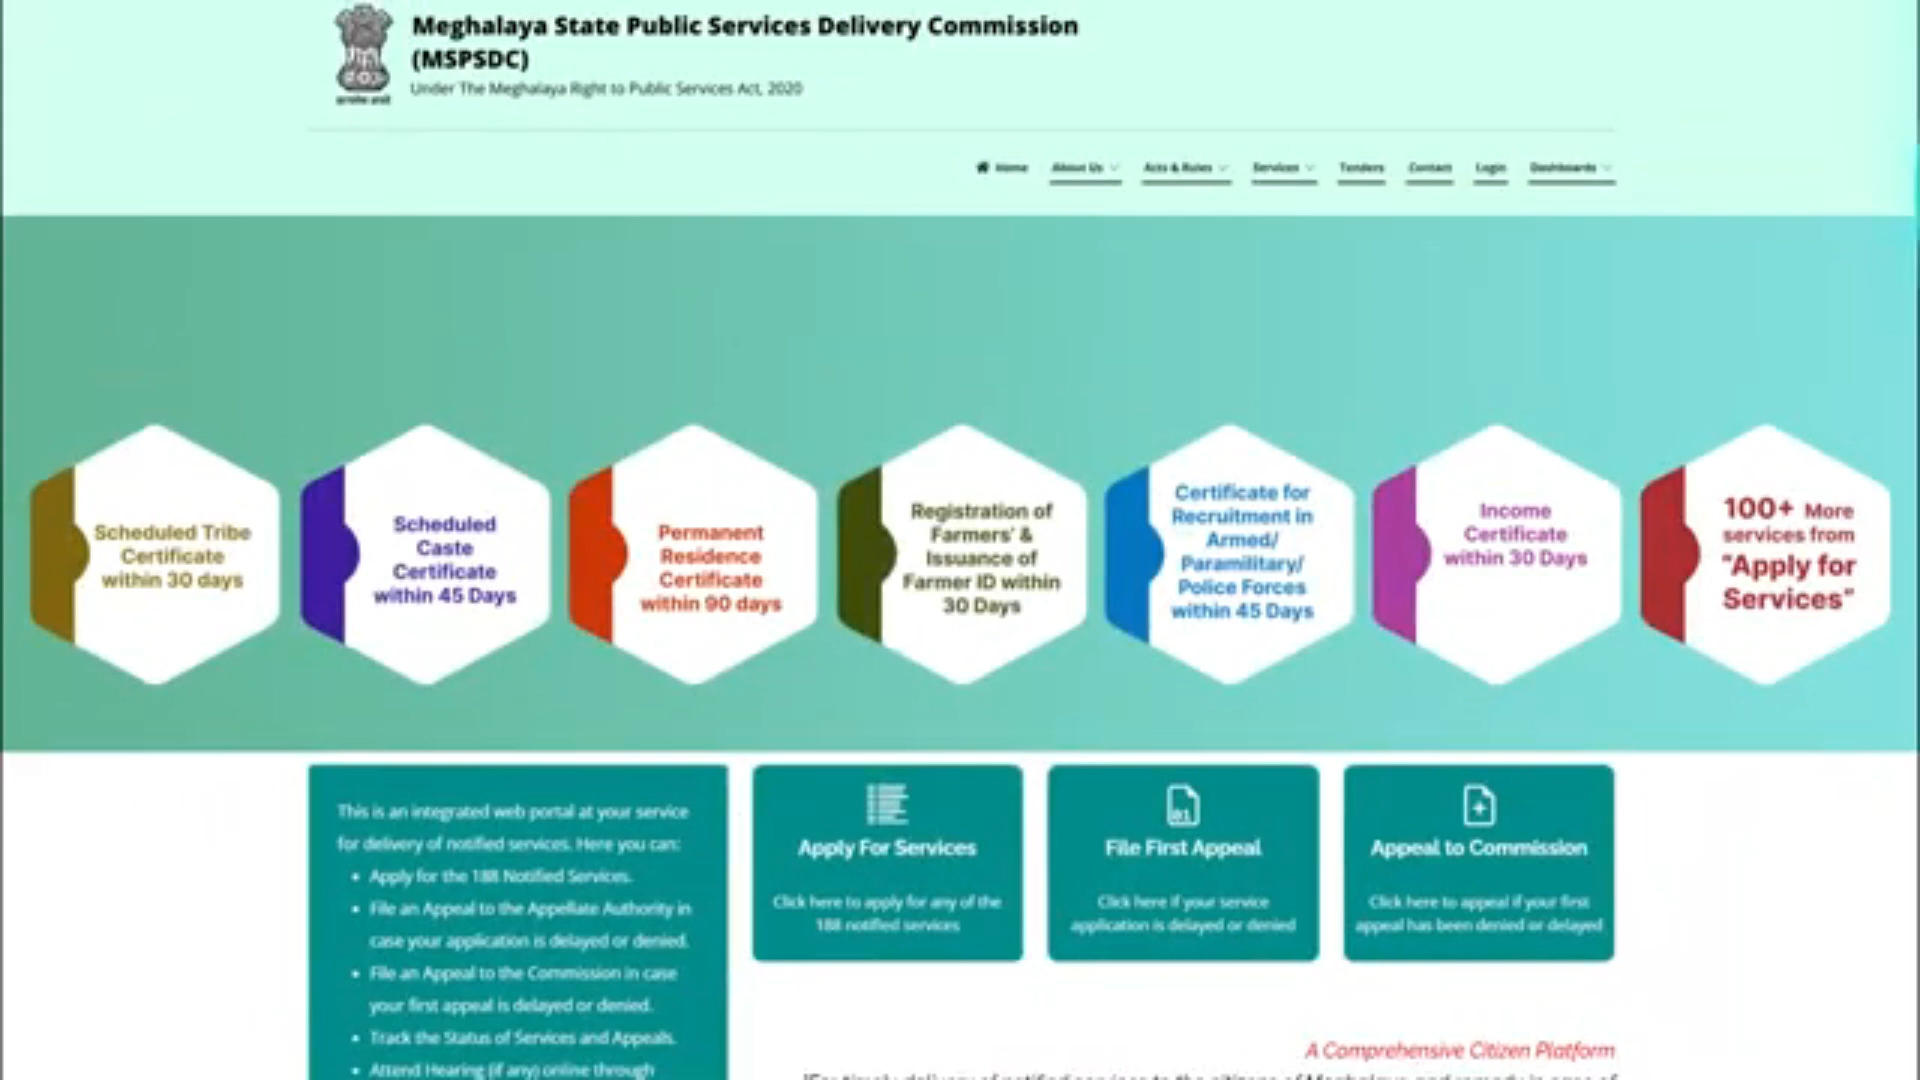 Meghalaya State Public Services Delivery Commission
(MSPSDC)
Under The Meghalaya Right to Public Services Act, 2020
Home About Us Acts & Rules Services Tenders Contact Login Dashboards
Scheduled Tribe
Certificate
within 30 days
Scheduled
Caste
Certificate
within 45 Days
Permanent
Residence
Certificate
within 90 days
Registration of
Farmers' &
Issuance of
Farmer ID within
30 Days
Certificate for
Recruitment in
Armed/
Paramilitary/
Police Forces
within 45 Days
Income
Certificate
within 30 Days
100+ More
services from
"Apply for
Services"
This is an integrated web portal at your service
for delivery of notified services. Here you can:
• Apply for the 188 Notified Services.
• File an Appeal to the Appellate Authority in
case your application is delayed or denied.
• File an Appeal to the Commission in case
your first appeal is delayed or denied.
• Track the Status of Services and Appeals.
• Attend Hearing (if any) online through
Apply For Services
Click here to apply for any of the
188 notified services
File First Appeal
Click here if your service
application is delayed or denied
Appeal to Commission
Click here to appeal if your first
appeal has been denied or delayed
A Comprehensive Citizen Platform